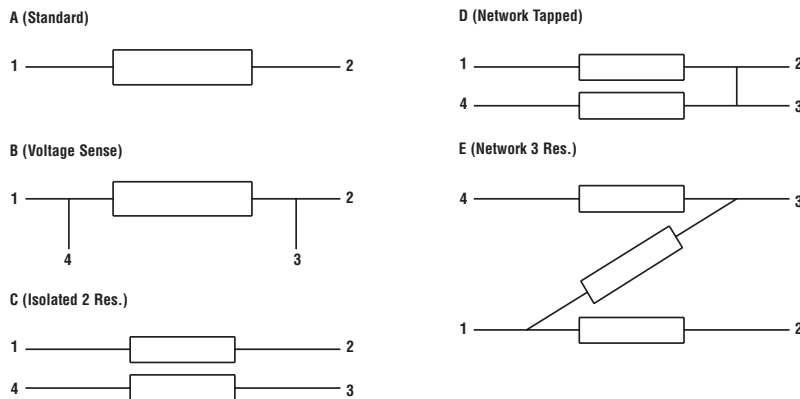 A (Standard)
1 2
B (Voltage Sense)
1 2
4 3
C (Isolated 2 Res.)
1 2
4 3
D (Network Tapped)
1 2
4 3
E (Network 3 Res.)
4 3
1 2